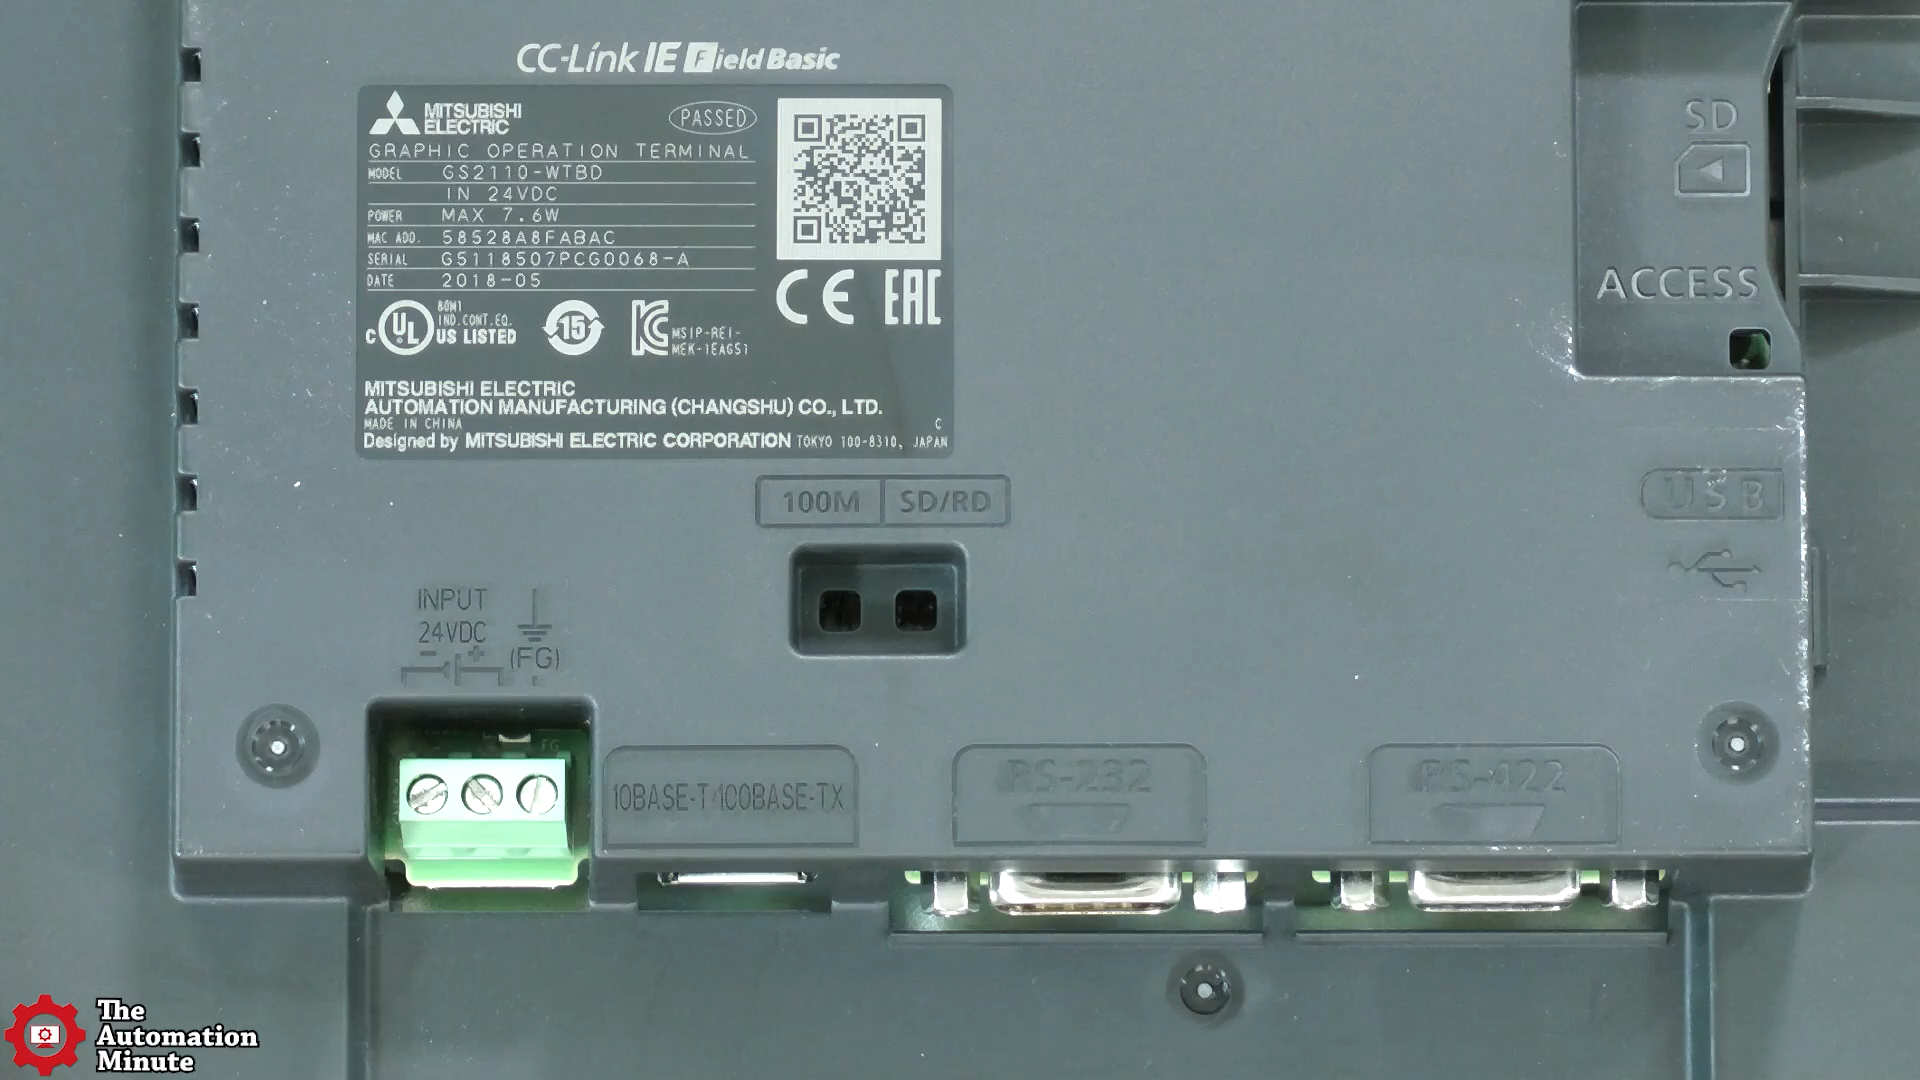 CC-Link IE Field Basic
MITSUBISHI
ELECTRIC
PASSED
GRAPHIC OPERATION TERMINAL
MODEL GS2110-WTBD
IN 24VDC
POWER MAX 7.6W
MAC ADD. 58528A8FABAC
SERIAL G5118507PCG0068-A
DATE 2018-05
C UL US LISTED
80M1
IND.CONT.EQ.
15
KC
MSIP-REI-
MEK-1EAGS1
CE EAC
MITSUBISHI ELECTRIC
AUTOMATION MANUFACTURING (CHANGSHU) CO., LTD.
MADE IN CHINA C
Designed by MITSUBISHI ELECTRIC CORPORATION TOKYO 100-8310, JAPAN
SD
ACCESS
100M SD/RD
USB
INPUT
24VDC
- + (FG)
FG
10BASE-T/100BASE-TX
RS-232
RS-422
The
Automation
Minute